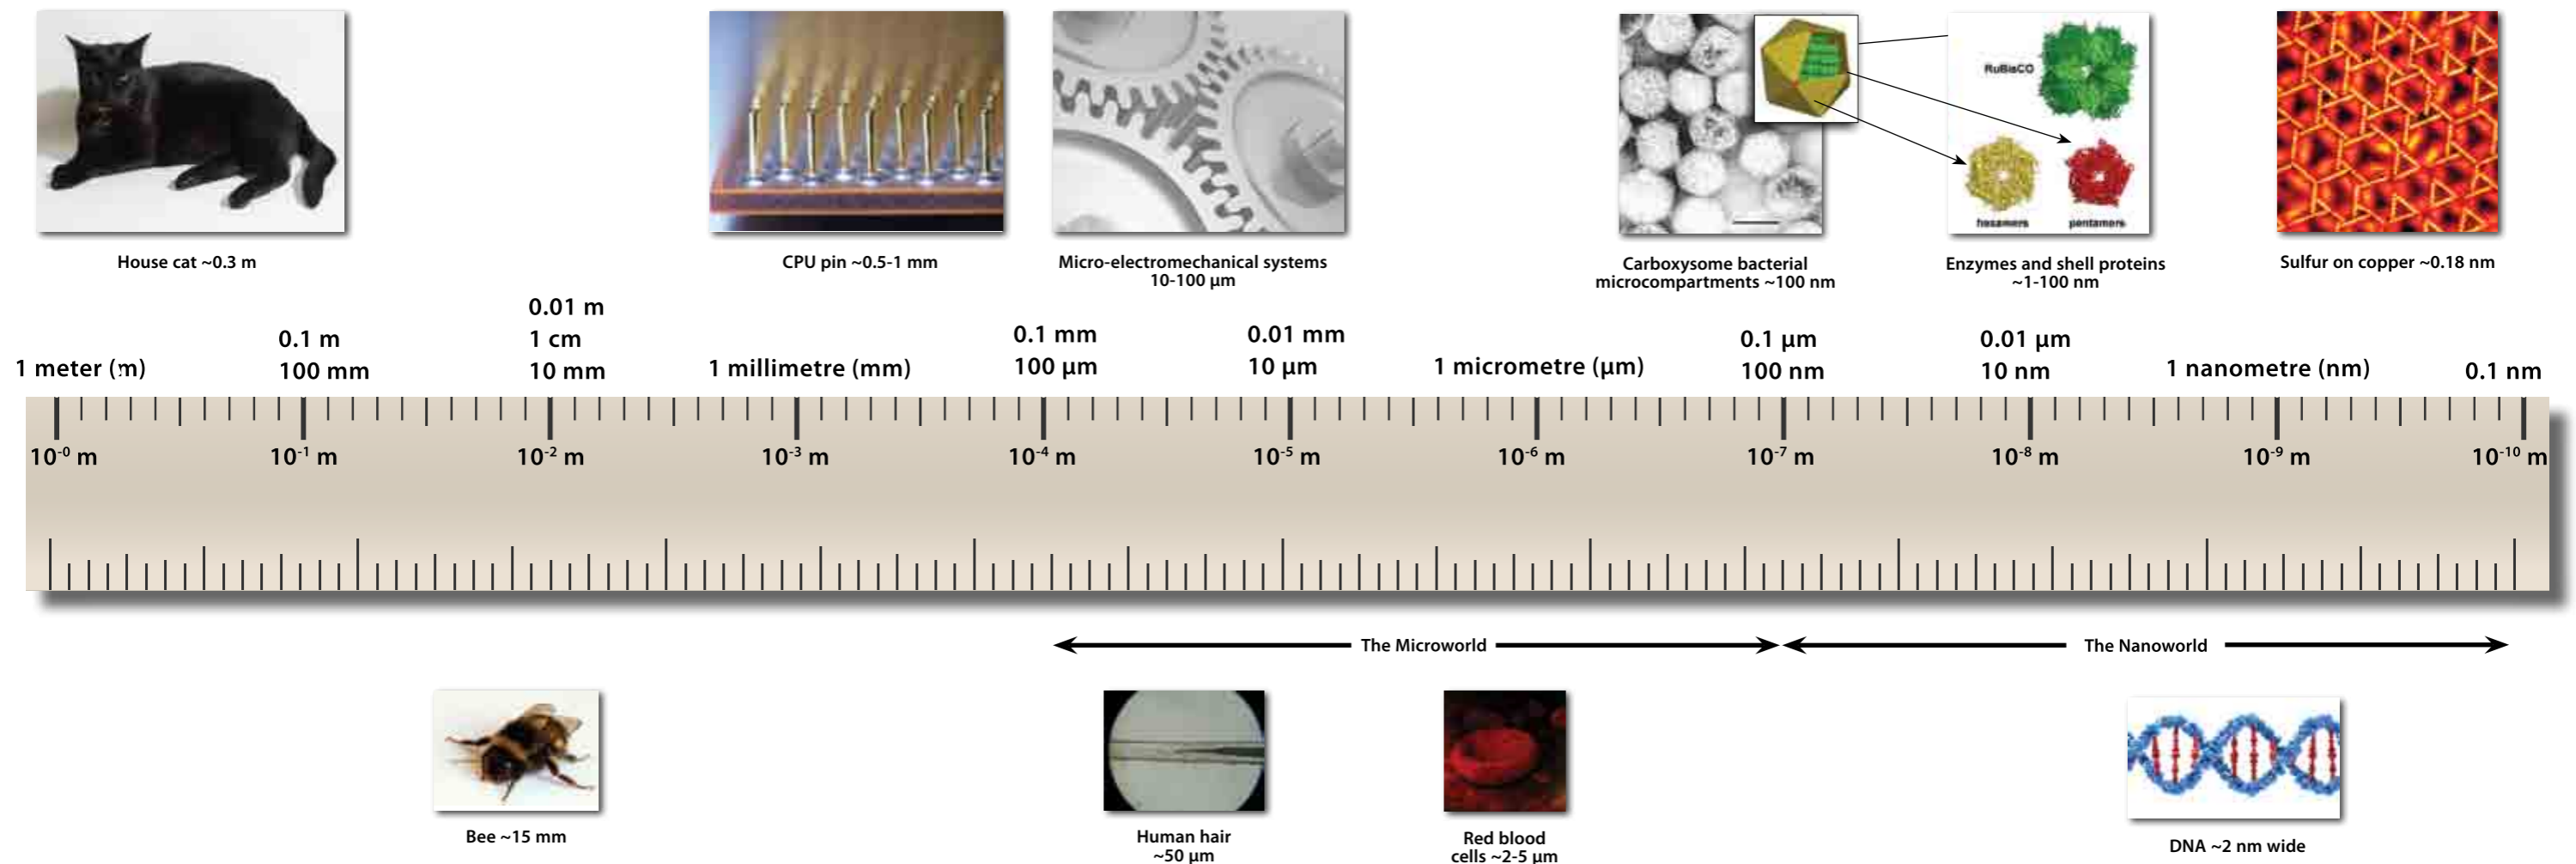 RuBisCO
hexamers
pentamers
House cat ~0.3 m
CPU pin ~0.5-1 mm
Micro-electromechanical systems
10-100 µm
Carboxysome bacterial
microcompartments ~100 nm
Enzymes and shell proteins
~1-100 nm
Sulfur on copper ~0.18 nm
1 meter (m)
0.1 m
100 mm
0.01 m
1 cm
10 mm
1 millimetre (mm)
0.1 mm
100 µm
0.01 mm
10 µm
1 micrometre (µm)
0.1 µm
100 nm
0.01 µm
10 nm
1 nanometre (nm)
0.1 nm
10⁻⁰ m
10⁻¹ m
10⁻² m
10⁻³ m
10⁻⁴ m
10⁻⁵ m
10⁻⁶ m
10⁻⁷ m
10⁻⁸ m
10⁻⁹ m
10⁻¹⁰ m
The Microworld
The Nanoworld
Bee ~15 mm
Human hair
~50 µm
Red blood
cells ~2-5 µm
DNA ~2 nm wide